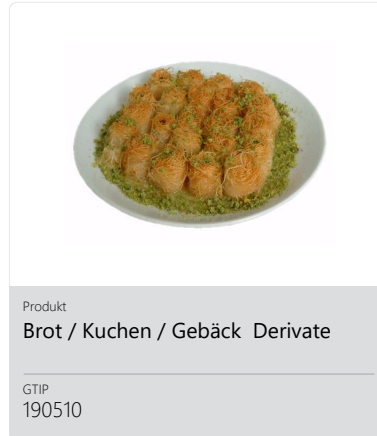 Produkt
Brot / Kuchen / Gebäck  Derivate
GTIP
190510